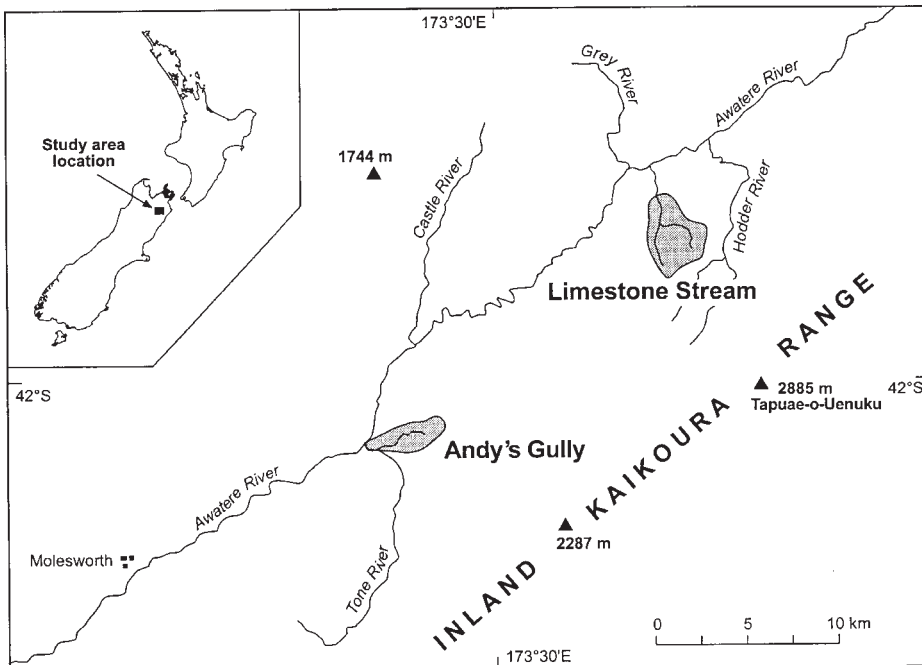 173°30'E
Grey River
Awatere River
Study area
location
1744 m
Castle River
Hodder River
Limestone Stream
42°S
42°S
2885 m
Tapuae-o-Uenuku
INLAND KAIKOURA RANGE
Andy's Gully
Awatere River
2287 m
Molesworth
Tone River
0 5 10 km
173°30'E